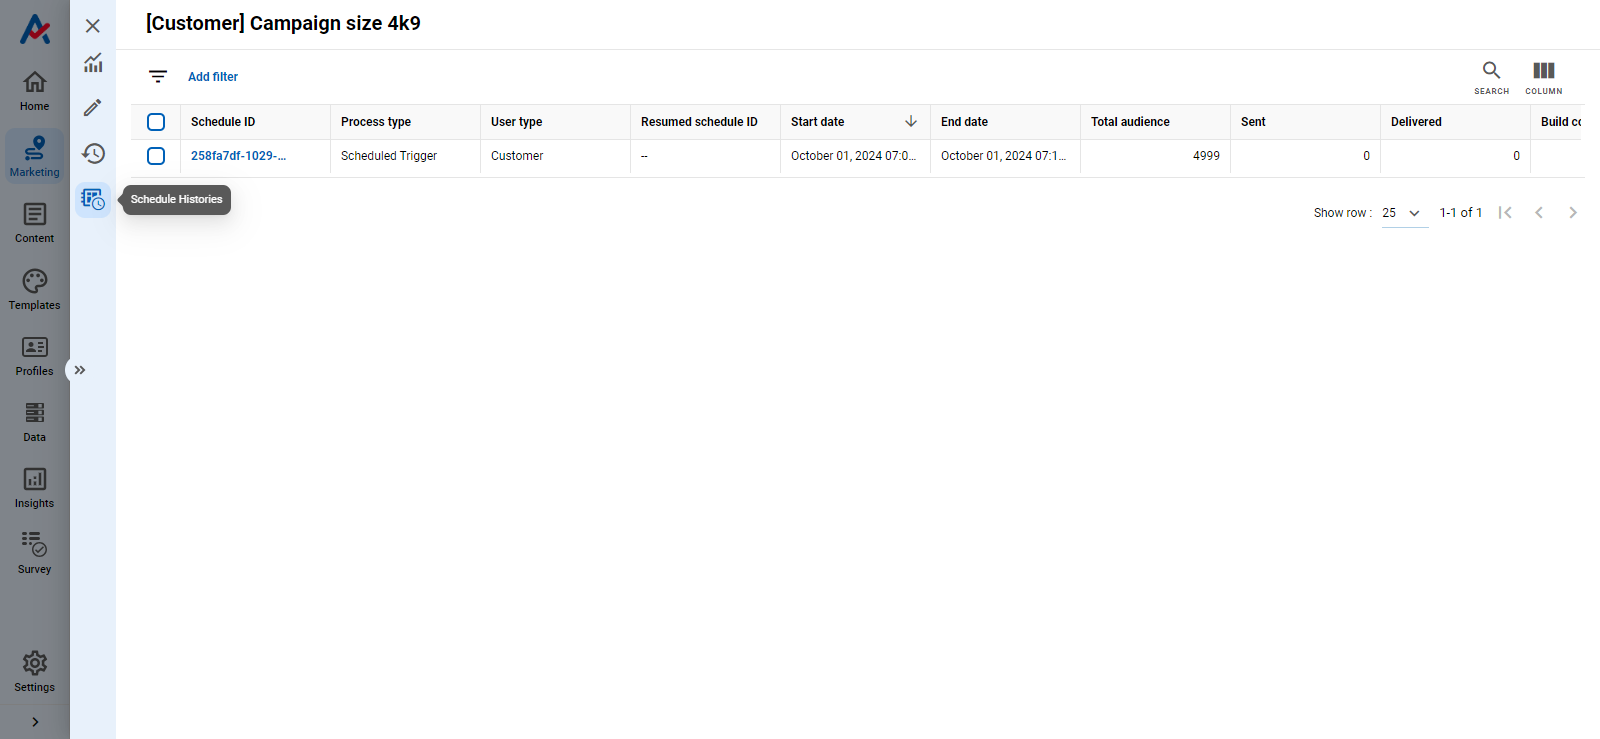 [Customer] Campaign size 4k9
Add filter
SEARCH
COLUMN
Schedule ID
Process type
User type
Resumed schedule ID
Start date
End date
Total audience
Sent
Delivered
Build cc
258fa7df-1029-...
Scheduled Trigger
Customer
--
October 01, 2024 07:0...
October 01, 2024 07:1...
4999
0
0
Schedule Histories
Show row :
25
1-1 of 1
Home
Marketing
Content
Templates
Profiles
Data
Insights
Survey
Settings